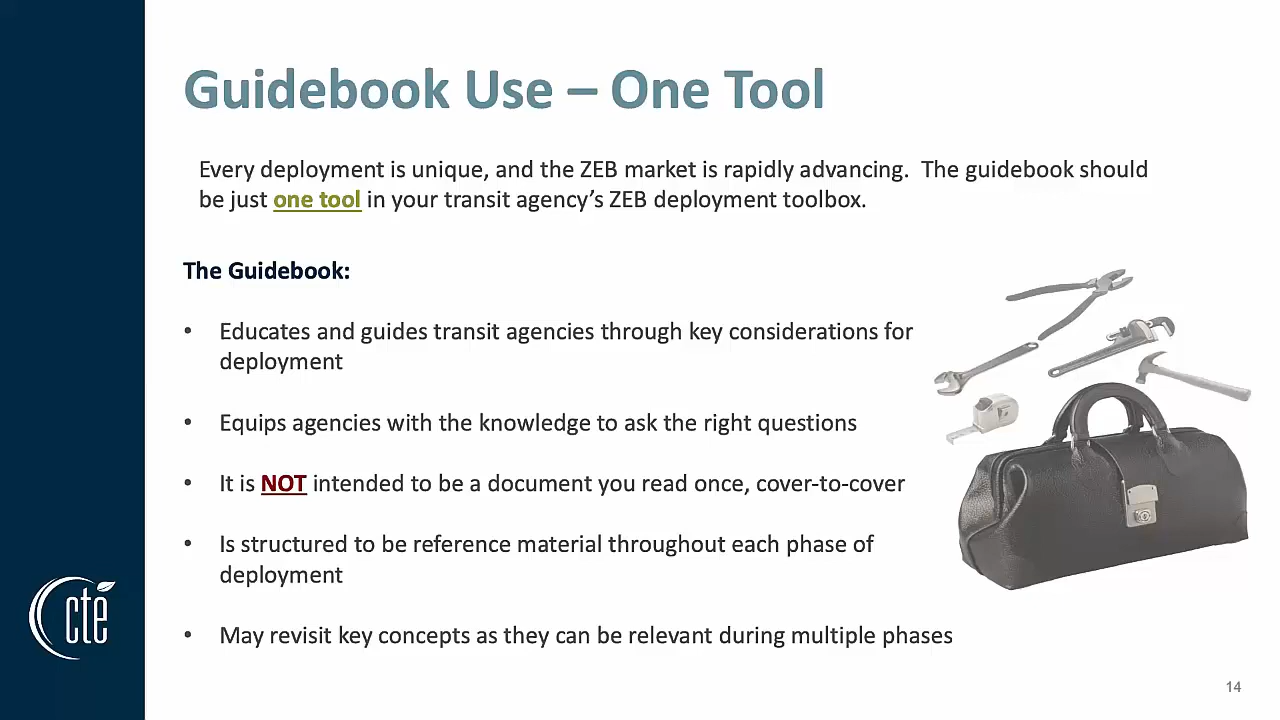 Guidebook Use – One Tool
Every deployment is unique, and the ZEB market is rapidly advancing.  The guidebook should
be just one tool in your transit agency’s ZEB deployment toolbox.
The Guidebook:
• Educates and guides transit agencies through key considerations for
deployment
• Equips agencies with the knowledge to ask the right questions
• It is NOT intended to be a document you read once, cover-to-cover
• Is structured to be reference material throughout each phase of
deployment
• May revisit key concepts as they can be relevant during multiple phases
cte
14